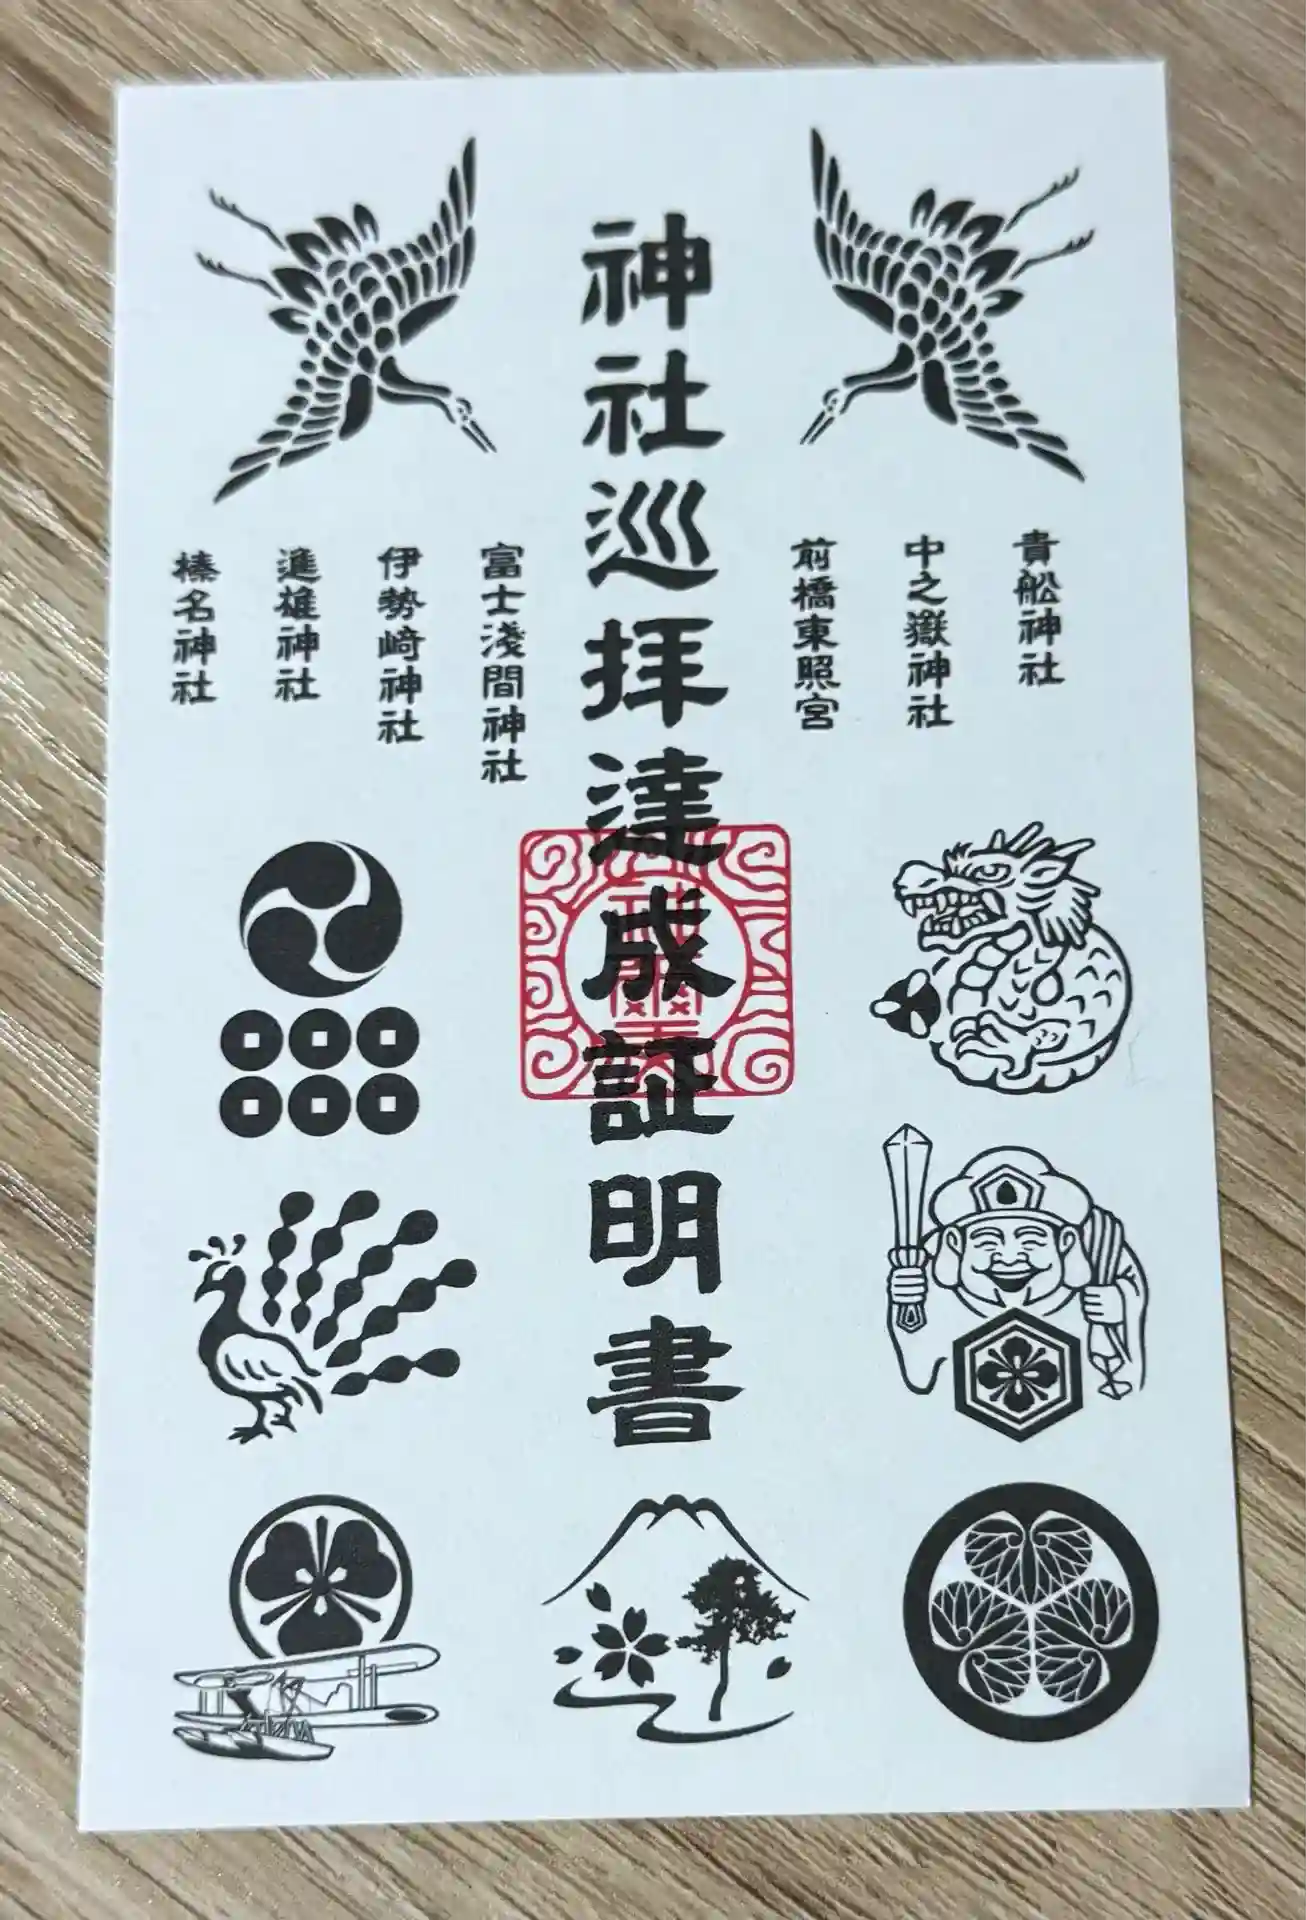 貴船神社
中之嶽神社
前橋東照宮
神社巡拝達成証明書
富士浅間神社
伊勢崎神社
進雄神社
榛名神社